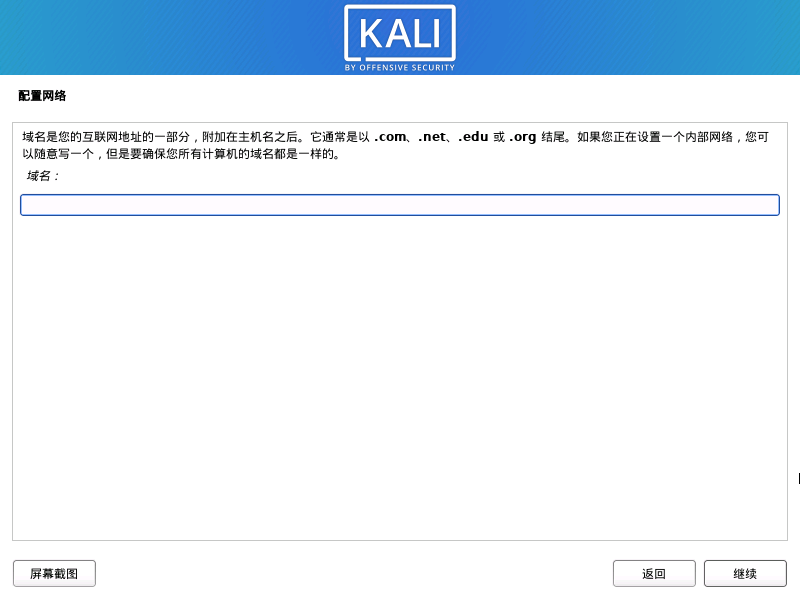 KALI
BY OFFENSIVE SECURITY
配置网络
域名是您的互联网地址的一部分，附加在主机名之后。它通常是以 .com、.net、.edu 或 .org 结尾。如果您正在设置一个内部网络，您可
以随意写一个，但是要确保您所有计算机的域名都是一样的。
域名：
屏幕截图
返回
继续